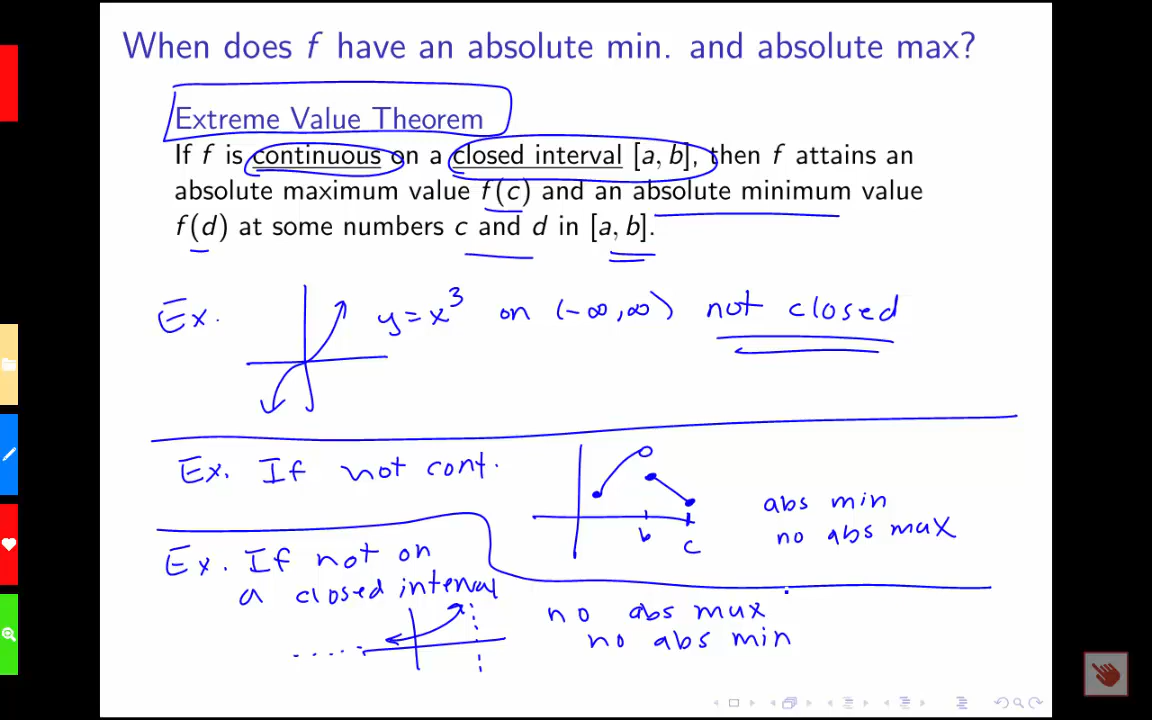 When does f have an absolute min. and absolute max?
Extreme Value Theorem
If f is continuous on a closed interval [a, b], then f attains an
absolute maximum value f(c) and an absolute minimum value
f(d) at some numbers c and d in [a, b].
Ex. y = x³ on (-∞,∞) not closed
Ex. If not cont.
b
c
abs min
no abs max
Ex. If not on
a closed interval
no abs max
no abs min